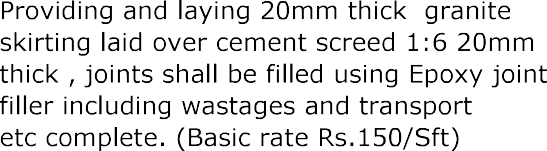 Providing and laying 20mm thick  granite
skirting laid over cement screed 1:6 20mm
thick , joints shall be filled using Epoxy joint
filler including wastages and transport
etc complete. (Basic rate Rs.150/Sft)